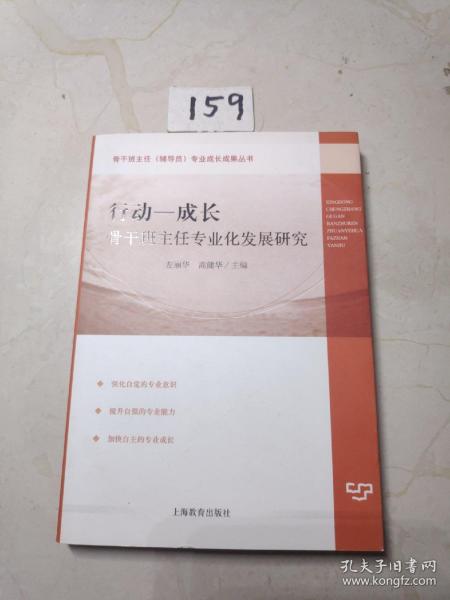 159
骨干班主任（辅导员）专业成长成果丛书
行动—成长
骨干班主任专业化发展研究
左丽华 高健华/主编
XINGDONG
CHENGZHANG
GUGAN
BANZHUREN
ZHUANYEHUA
FAZHAN
YANJIU
◆ 强化自觉的专业意识
◆ 提升自强的专业能力
◆ 加快自主的专业成长
上海教育出版社
孔夫子旧书网
www.kongfz.com